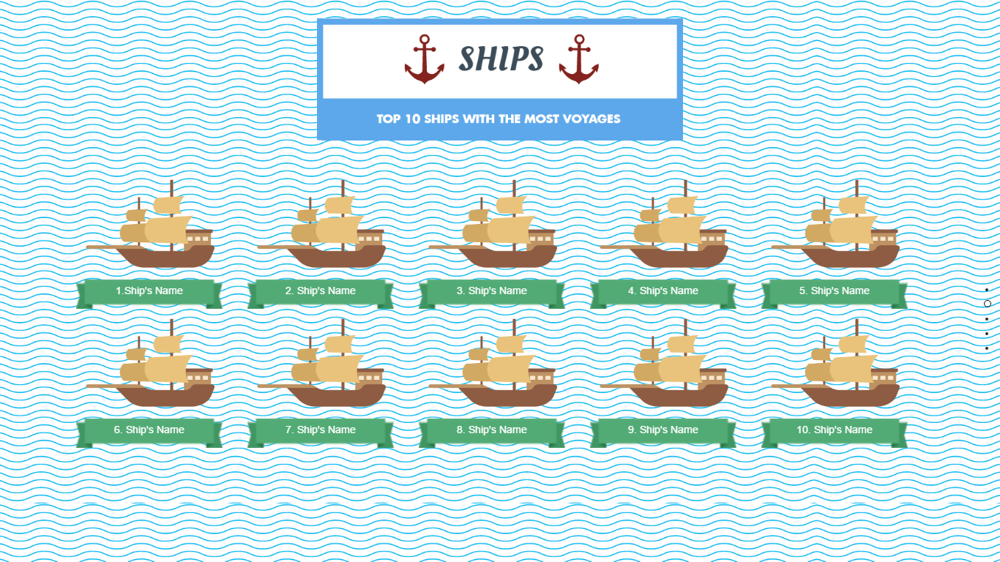 SHIPS
TOP 10 SHIPS WITH THE MOST VOYAGES
1.Ship's Name
2. Ship's Name
3. Ship's Name
4. Ship's Name
5. Ship's Name
6. Ship's Name
7. Ship's Name
8. Ship's Name
9. Ship's Name
10. Ship's Name